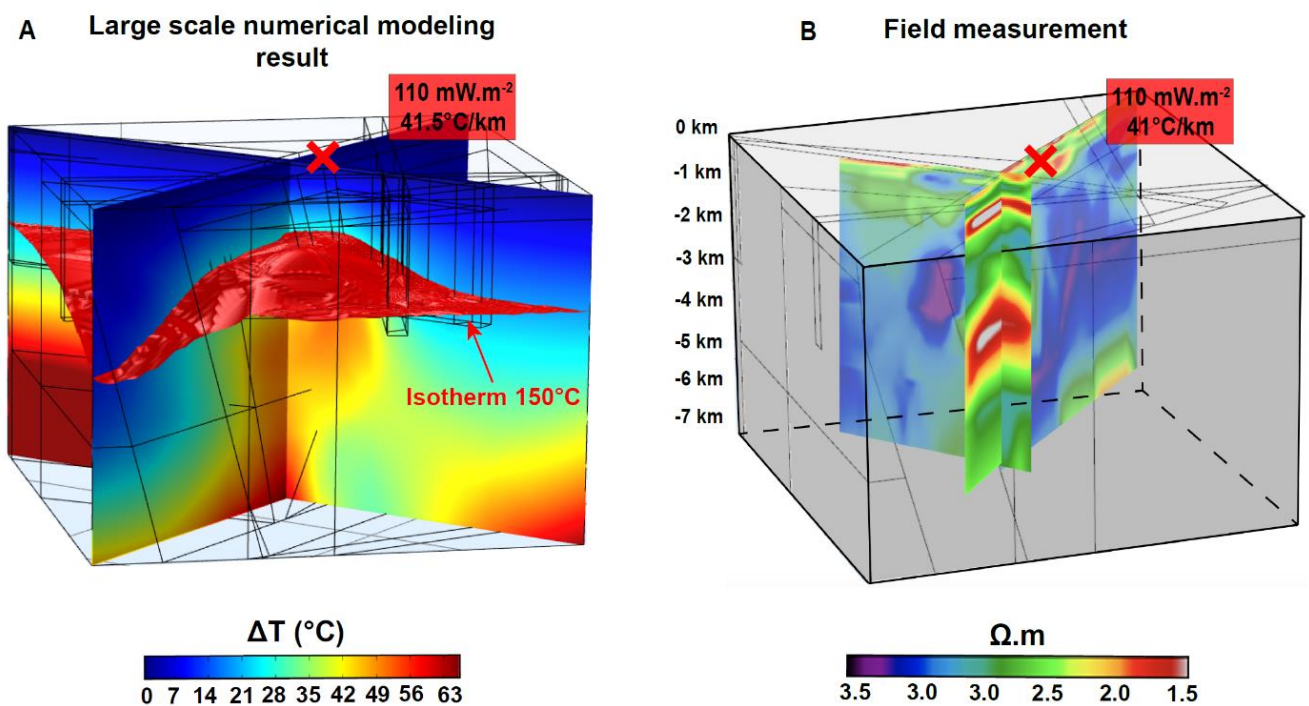 A
Large scale numerical modeling
result
110 mW.m⁻²
41.5°C/km
Isotherm 150°C
ΔT (°C)
0 7 14 21 28 35 42 49 56 63
B
Field measurement
110 mW.m⁻²
41°C/km
0 km
-1 km
-2 km
-3 km
-4 km
-5 km
-6 km
-7 km
Ω.m
3.5 3.0 3.0 2.5 2.0 1.5